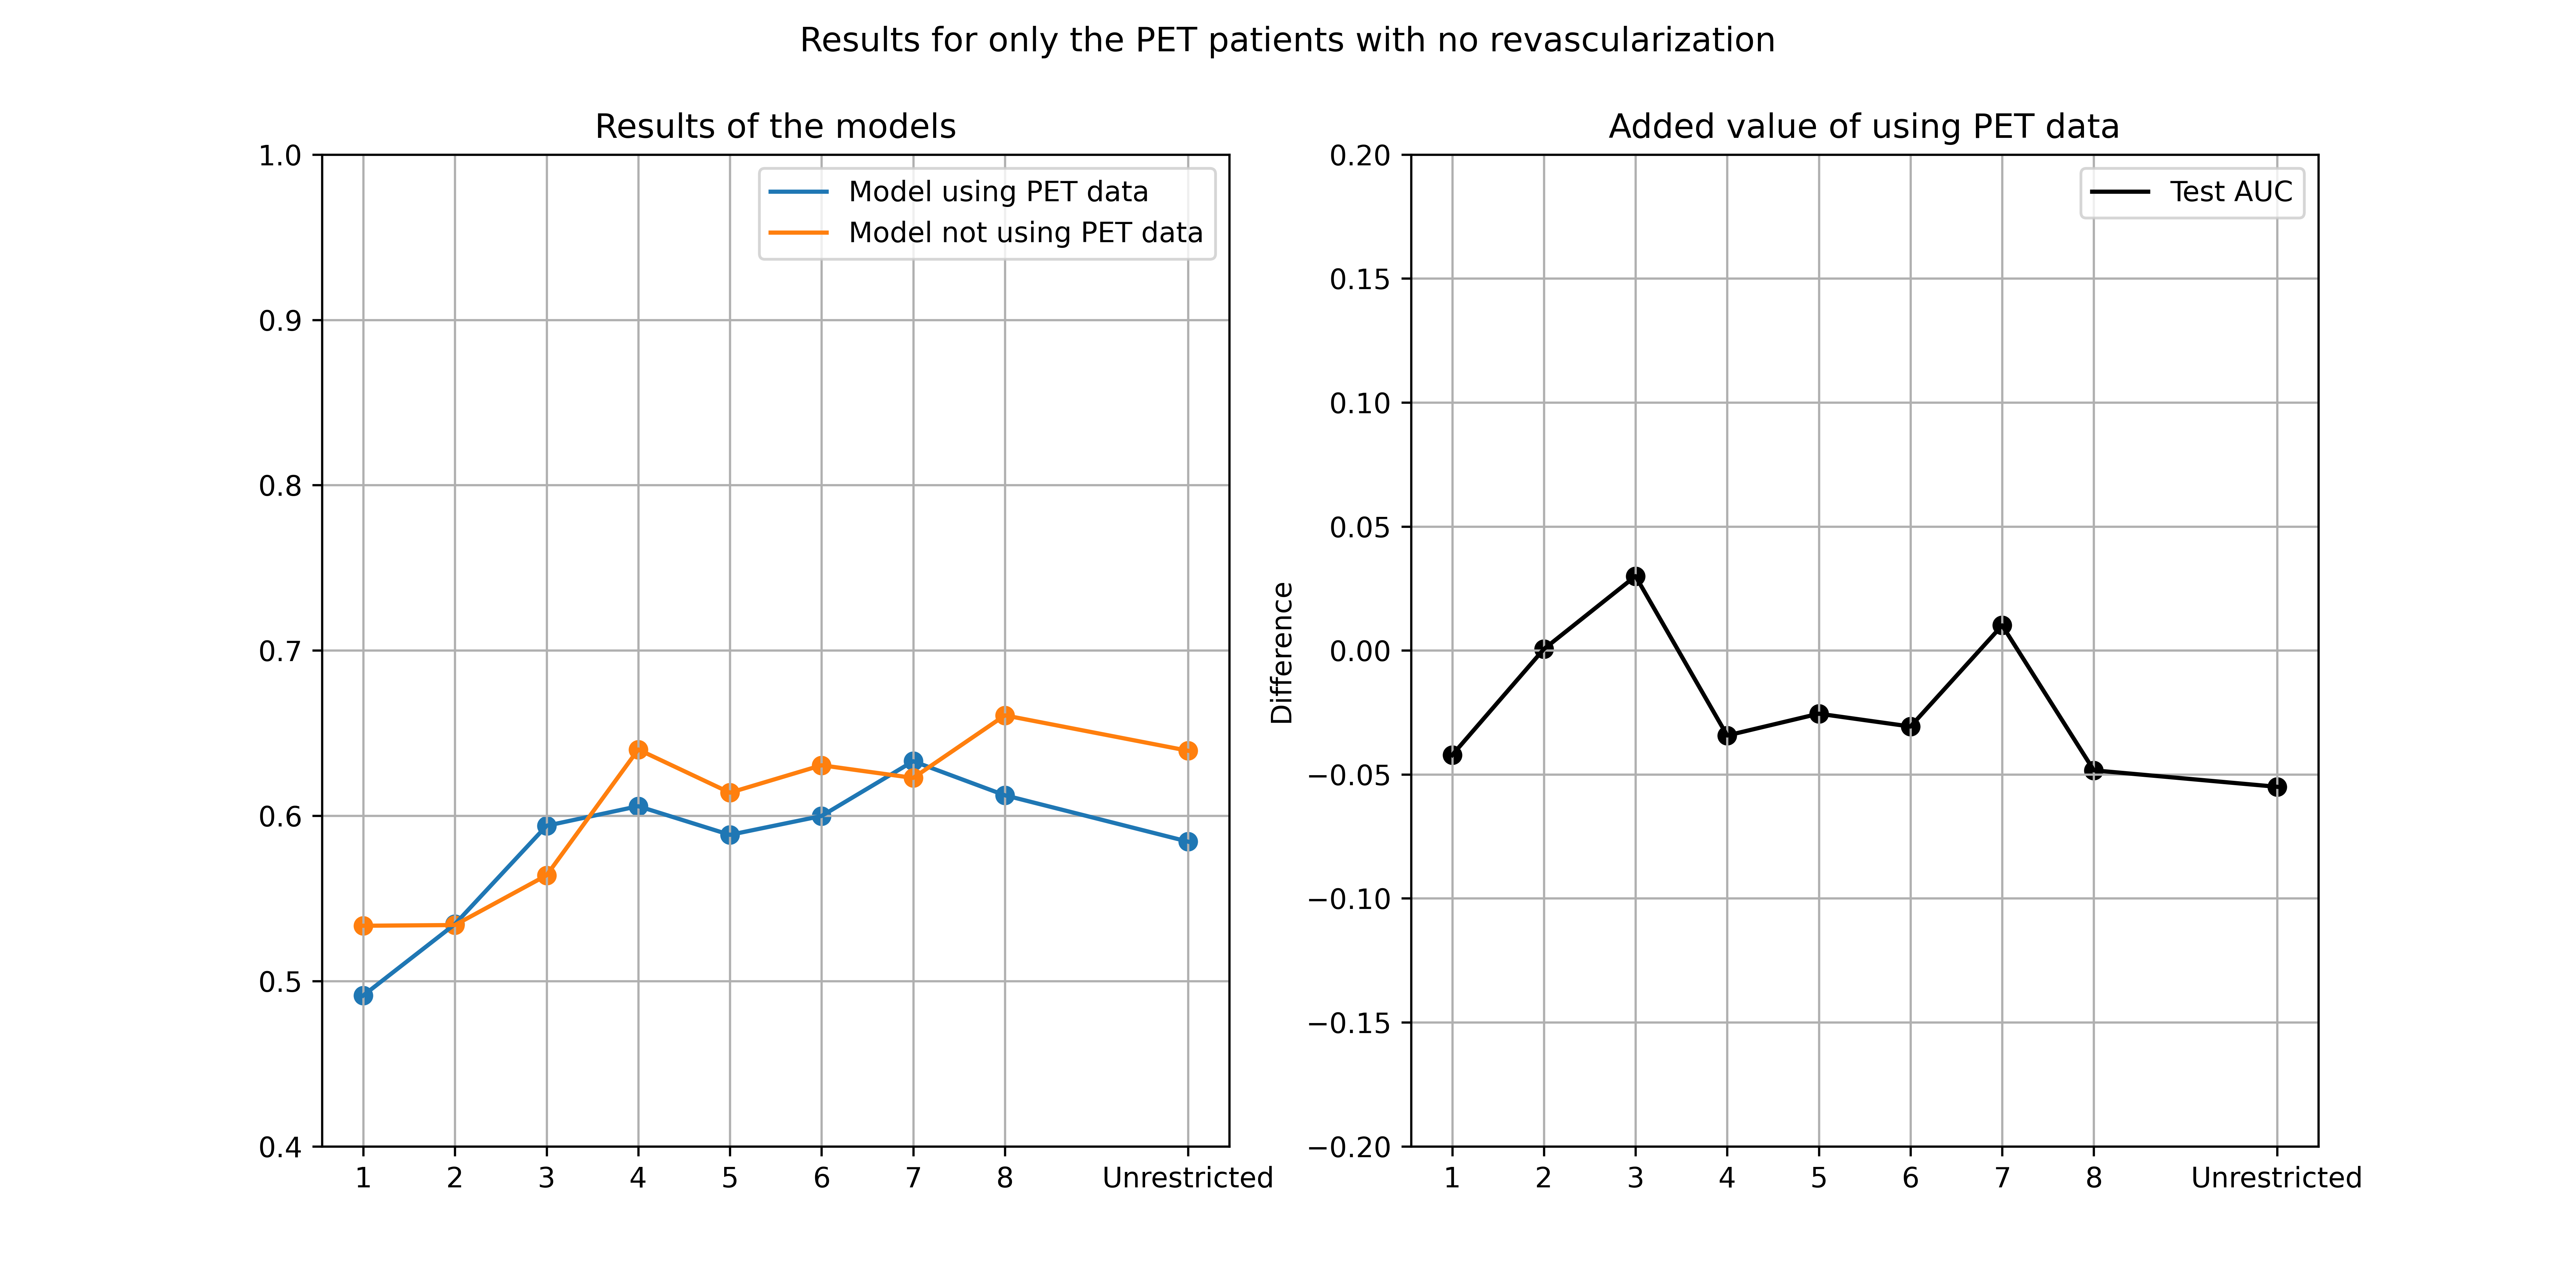 Results for only the PET patients with no revascularization
Results of the models
1.0
0.9
0.8
0.7
0.6
0.5
0.4
Model using PET data
Model not using PET data
1 2 3 4 5 6 7 8 Unrestricted
Added value of using PET data
Difference
0.20
0.15
0.10
0.05
0.00
−0.05
−0.10
−0.15
−0.20
Test AUC
1 2 3 4 5 6 7 8 Unrestricted